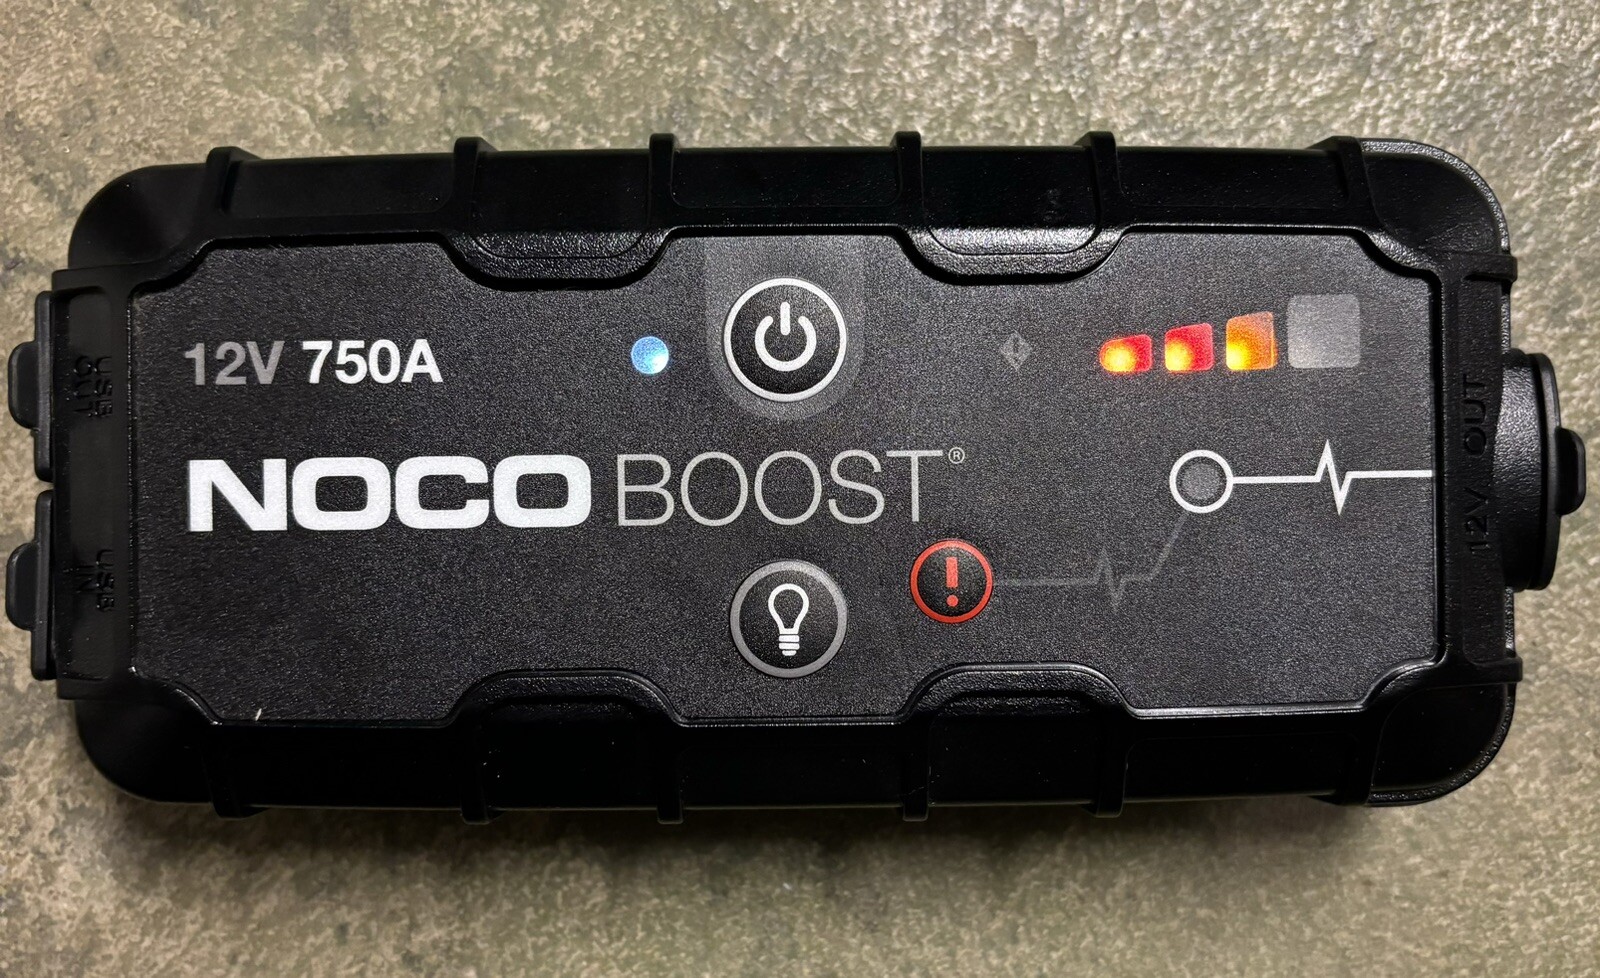 12V 750A
NOCO BOOST®
USB
OUT
USB
IN
12V OUT